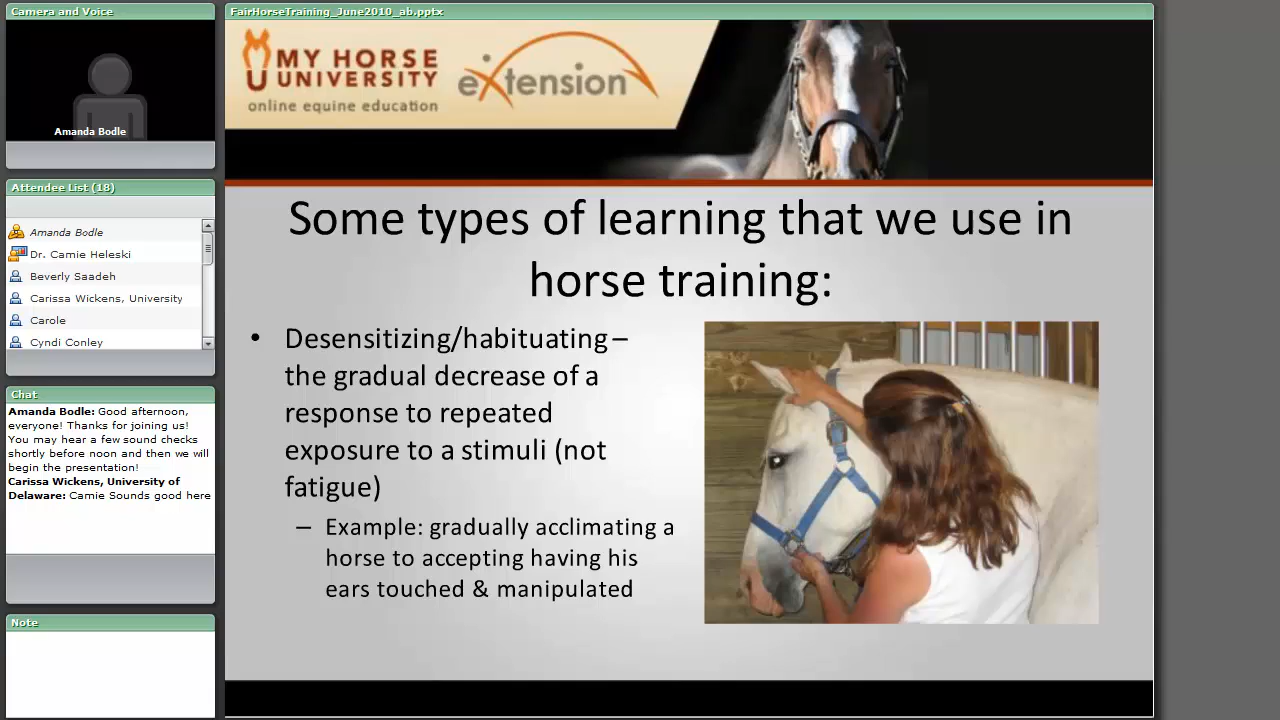 Camera and Voice
Amanda Bodle
Attendee List (18)
Amanda Bodle
Dr. Camie Heleski
Beverly Saadeh
Carissa Wickens, University
Carole
Cyndi Conley
Chat
Amanda Bodle: Good afternoon,
everyone! Thanks for joining us!
You may hear a few sound checks
shortly before noon and then we will
begin the presentation!
Carissa Wickens, University of
Delaware: Camie Sounds good here
Note
FairHorseTraining_June2010_ab.pptx
MY HORSE
UNIVERSITY
online equine education
eXtension
Some types of learning that we use in
horse training:
• Desensitizing/habituating –
the gradual decrease of a
response to repeated
exposure to a stimuli (not
fatigue)
– Example: gradually acclimating a
horse to accepting having his
ears touched & manipulated